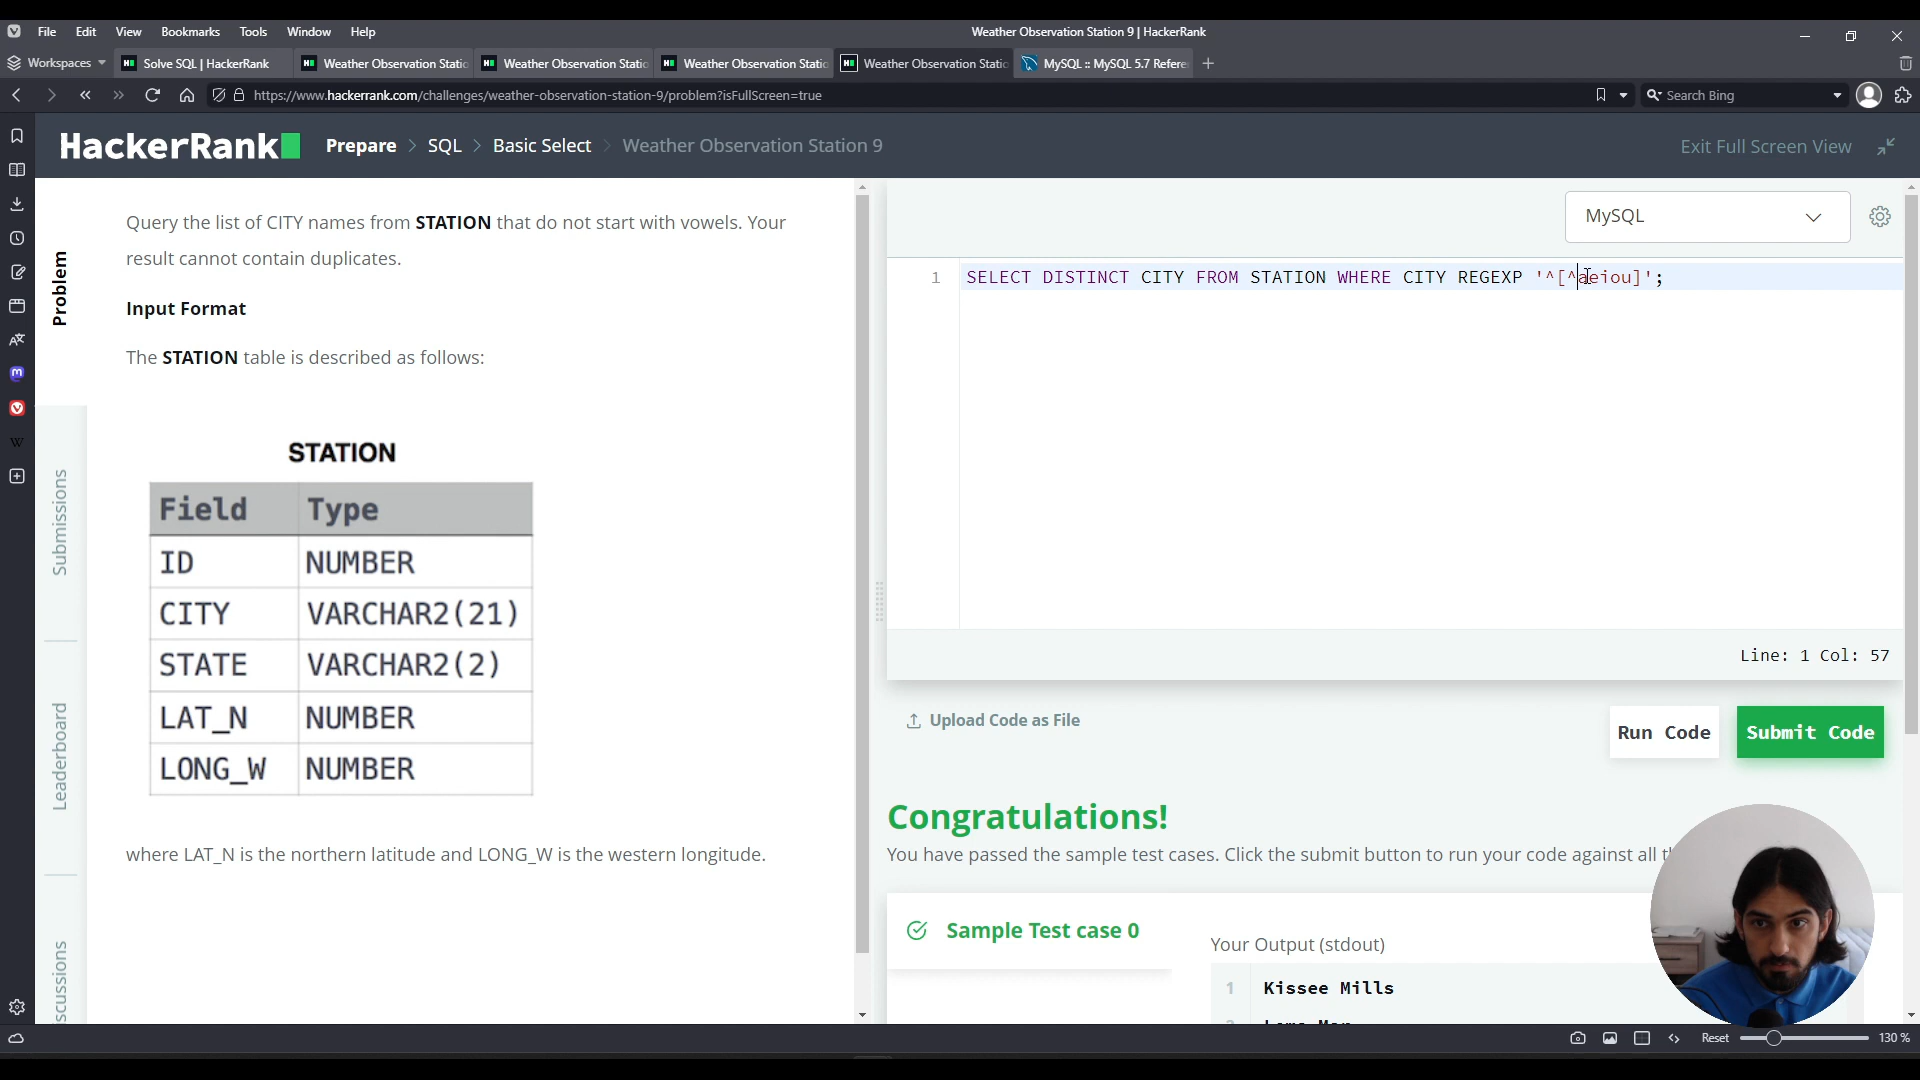 File Edit View Bookmarks Tools Window Help
Weather Observation Station 9 | HackerRank
Workspaces
Solve SQL | HackerRank
Weather Observation Static
Weather Observation Static
Weather Observation Static
Weather Observation Static
MySQL :: MySQL 5.7 Refere
https://www.hackerrank.com/challenges/weather-observation-station-9/problem?isFullScreen=true
Search Bing
HackerRank
Prepare > SQL > Basic Select > Weather Observation Station 9
Exit Full Screen View
Problem
Submissions
Leaderboard
scussions
Query the list of CITY names from STATION that do not start with vowels. Your
result cannot contain duplicates.
Input Format
The STATION table is described as follows:
STATION
Field Type
ID NUMBER
CITY VARCHAR2(21)
STATE VARCHAR2(2)
LAT_N NUMBER
LONG_W NUMBER
where LAT_N is the northern latitude and LONG_W is the western longitude.
MySQL
1 SELECT DISTINCT CITY FROM STATION WHERE CITY REGEXP '^[^aeiou]';
Line: 1 Col: 57
Upload Code as File
Run Code
Submit Code
Congratulations!
You have passed the sample test cases. Click the submit button to run your code against all
Sample Test case 0
Your Output (stdout)
1 Kissee Mills
Reset
130 %